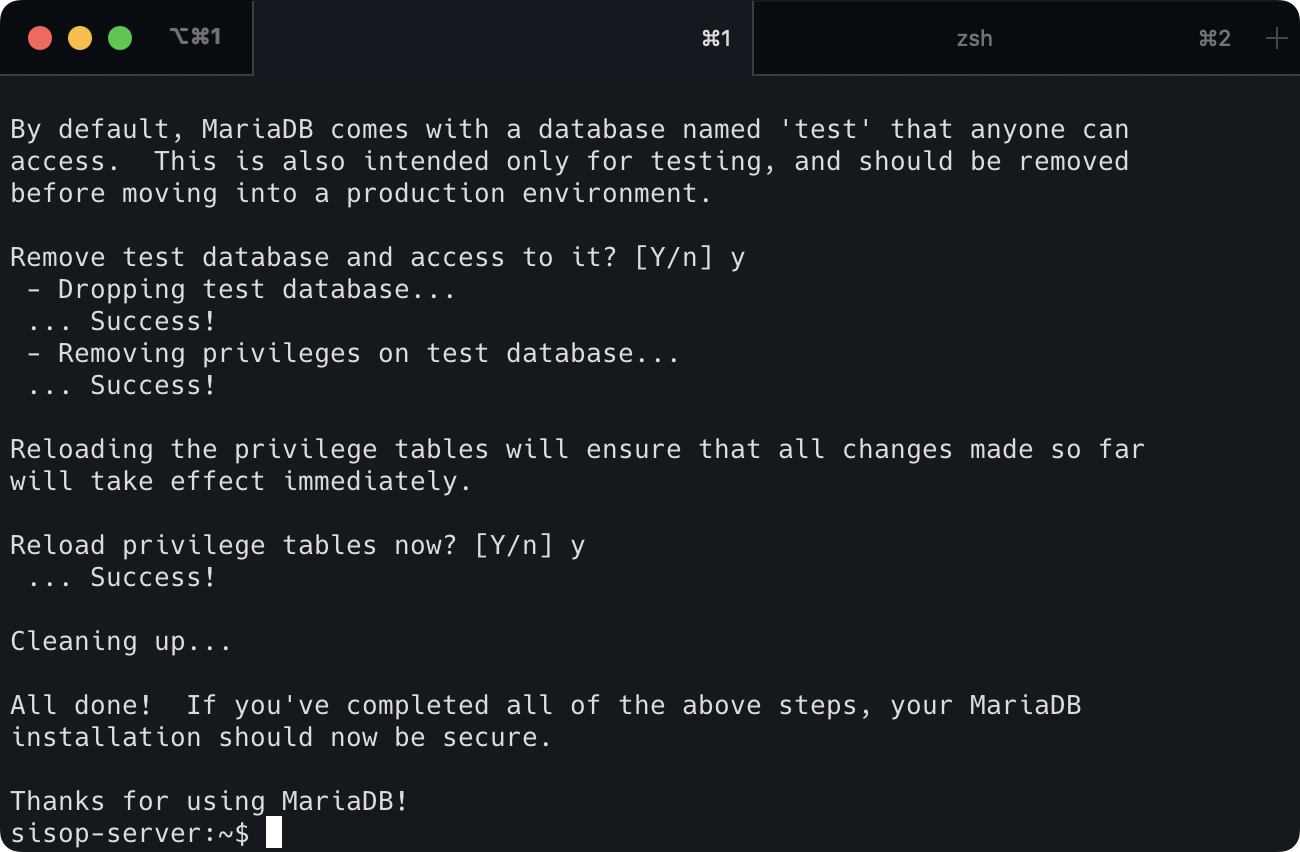 ⌥⌘1
⌘1
zsh
⌘2
By default, MariaDB comes with a database named 'test' that anyone can
access.  This is also intended only for testing, and should be removed
before moving into a production environment.
Remove test database and access to it? [Y/n] y
 - Dropping test database...
 ... Success!
 - Removing privileges on test database...
 ... Success!
Reloading the privilege tables will ensure that all changes made so far
will take effect immediately.
Reload privilege tables now? [Y/n] y
 ... Success!
Cleaning up...
All done!  If you've completed all of the above steps, your MariaDB
installation should now be secure.
Thanks for using MariaDB!
sisop-server:~$